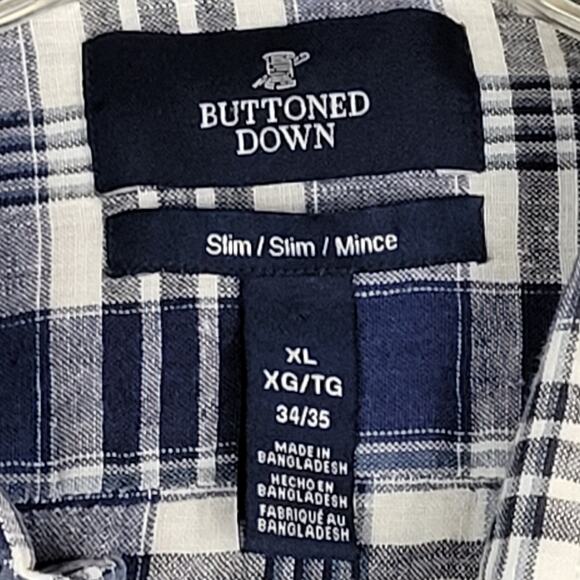 BUTTONED
DOWN
Slim / Slim / Mince
XL
XG/TG
34/35
MADE IN
BANGLADESH
HECHO EN
BANGLADESH
FABRIQUÉ AU
BANGLADESH